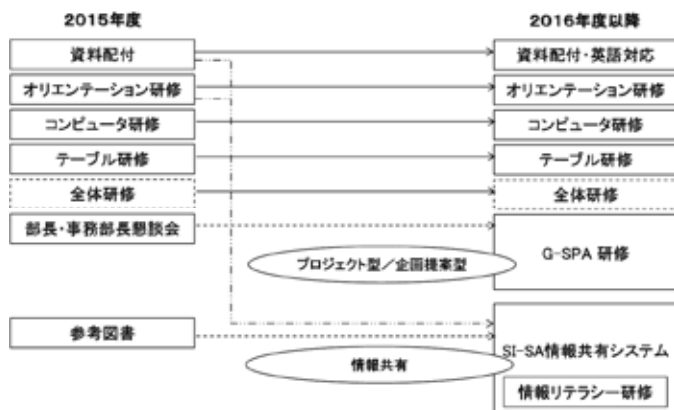 2015年度 2016年度以降
資料配付 資料配付・英語対応
オリエンテーション研修 オリエンテーション研修
コンピュータ研修 コンピュータ研修
テーブル研修 テーブル研修
全体研修 全体研修
部長・事務部長懇談会
G-SPA 研修
プロジェクト型／企画提案型
参考図書
SI-SA情報共有システム
情報共有
情報リテラシー研修